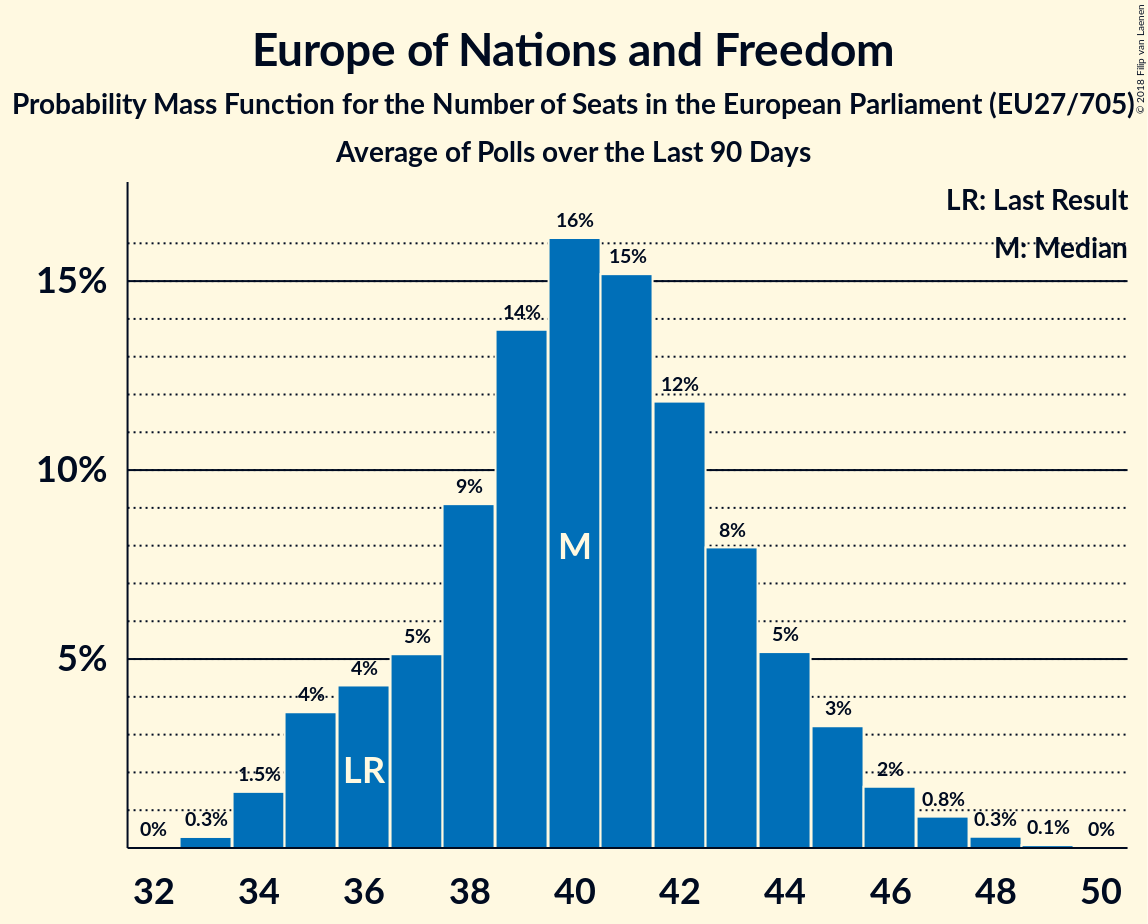 Europe of Nations and Freedom
Probability Mass Function for the Number of Seats in the European Parliament (EU27/705)
Average of Polls over the Last 90 Days
© 2018 Filip van Laenen
LR: Last Result
M: Median
15%
10%
5%
0%
0.3%
1.5%
4%
4%
5%
9%
14%
16%
15%
12%
8%
5%
3%
2%
0.8%
0.3%
0.1%
0%
LR
M
32 34 36 38 40 42 44 46 48 50